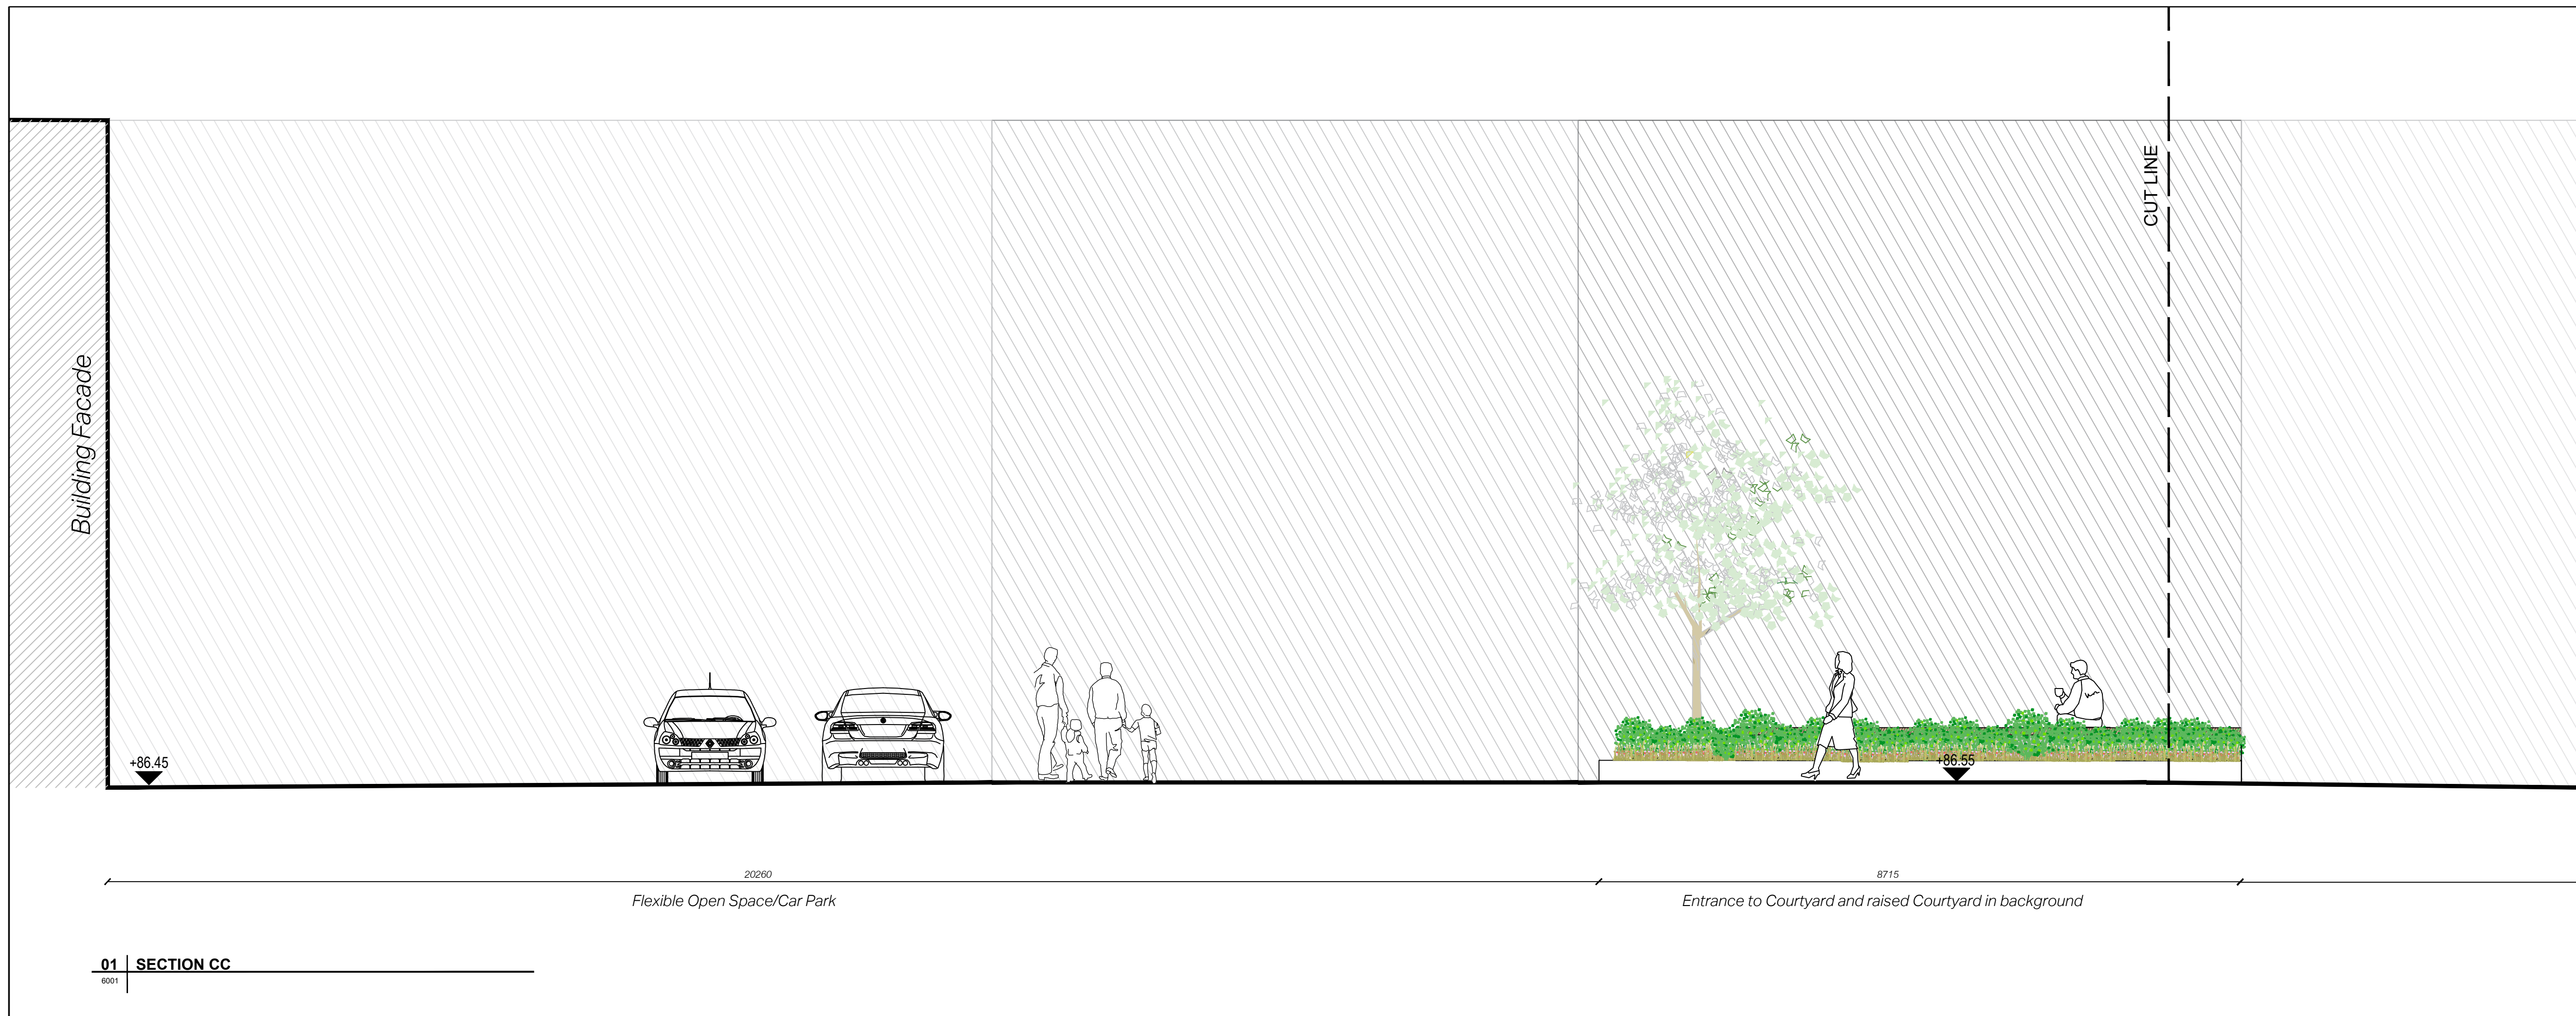 CUT LINE
Building Facade
+86.45
+86.55
20260
8715
Flexible Open Space/Car Park
Entrance to Courtyard and raised Courtyard in background
01 SECTION CC
6001